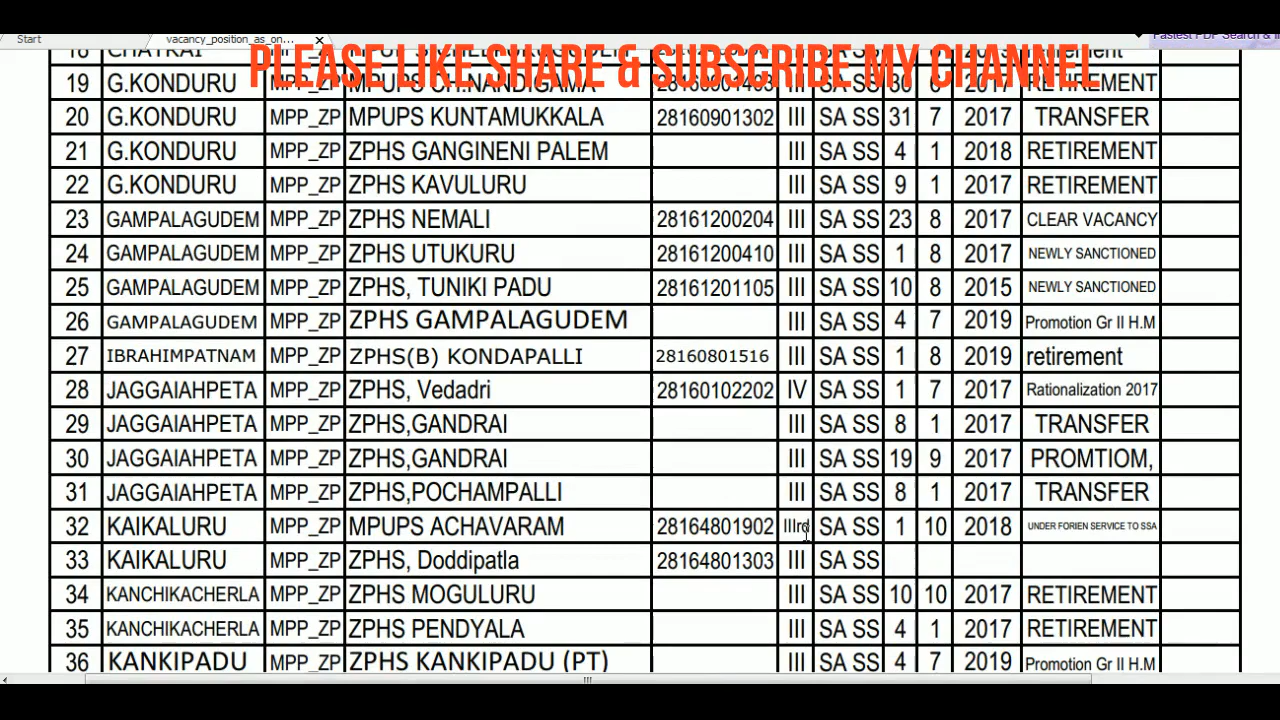 Start vacancy_position_as_on... ×
PLEASE LIKE SHARE & SUBSCRIBE MY CHANNEL
18 CHATRAI
19 G.KONDURU MPP_ZP MPUPS CH.NANDIGAMA III SA SS 30 6 2017 RETIREMENT
20 G.KONDURU MPP_ZP MPUPS KUNTAMUKKALA 28160901302 III SA SS 31 7 2017 TRANSFER
21 G.KONDURU MPP_ZP ZPHS GANGINENI PALEM III SA SS 4 1 2018 RETIREMENT
22 G.KONDURU MPP_ZP ZPHS KAVULURU III SA SS 9 1 2017 RETIREMENT
23 GAMPALAGUDEM MPP_ZP ZPHS NEMALI 28161200204 III SA SS 23 8 2017 CLEAR VACANCY
24 GAMPALAGUDEM MPP_ZP ZPHS UTUKURU 28161200410 III SA SS 1 8 2017 NEWLY SANCTIONED
25 GAMPALAGUDEM MPP_ZP ZPHS, TUNIKI PADU 28161201105 III SA SS 10 8 2015 NEWLY SANCTIONED
26 GAMPALAGUDEM MPP_ZP ZPHS GAMPALAGUDEM III SA SS 4 7 2019 Promotion Gr II H.M
27 IBRAHIMPATNAM MPP_ZP ZPHS(B) KONDAPALLI 28160801516 III SA SS 1 8 2019 retirement
28 JAGGAIAHPETA MPP_ZP ZPHS, Vedadri 28160102202 IV SA SS 1 7 2017 Rationalization 2017
29 JAGGAIAHPETA MPP_ZP ZPHS,GANDRAI III SA SS 8 1 2017 TRANSFER
30 JAGGAIAHPETA MPP_ZP ZPHS,GANDRAI III SA SS 19 9 2017 PROMTIOM,
31 JAGGAIAHPETA MPP_ZP ZPHS,POCHAMPALLI III SA SS 8 1 2017 TRANSFER
32 KAIKALURU MPP_ZP MPUPS ACHAVARAM 28164801902 IIIrd SA SS 1 10 2018 UNDER FORIEN SERVICE TO SSA
33 KAIKALURU MPP_ZP ZPHS, Doddipatla 28164801303 III SA SS
34 KANCHIKACHERLA MPP_ZP ZPHS MOGULURU III SA SS 10 10 2017 RETIREMENT
35 KANCHIKACHERLA MPP_ZP ZPHS PENDYALA III SA SS 4 1 2017 RETIREMENT
36 KANKIPADU MPP_ZP ZPHS KANKIPADU (PT) III SA SS 4 7 2019 Promotion Gr II H.M